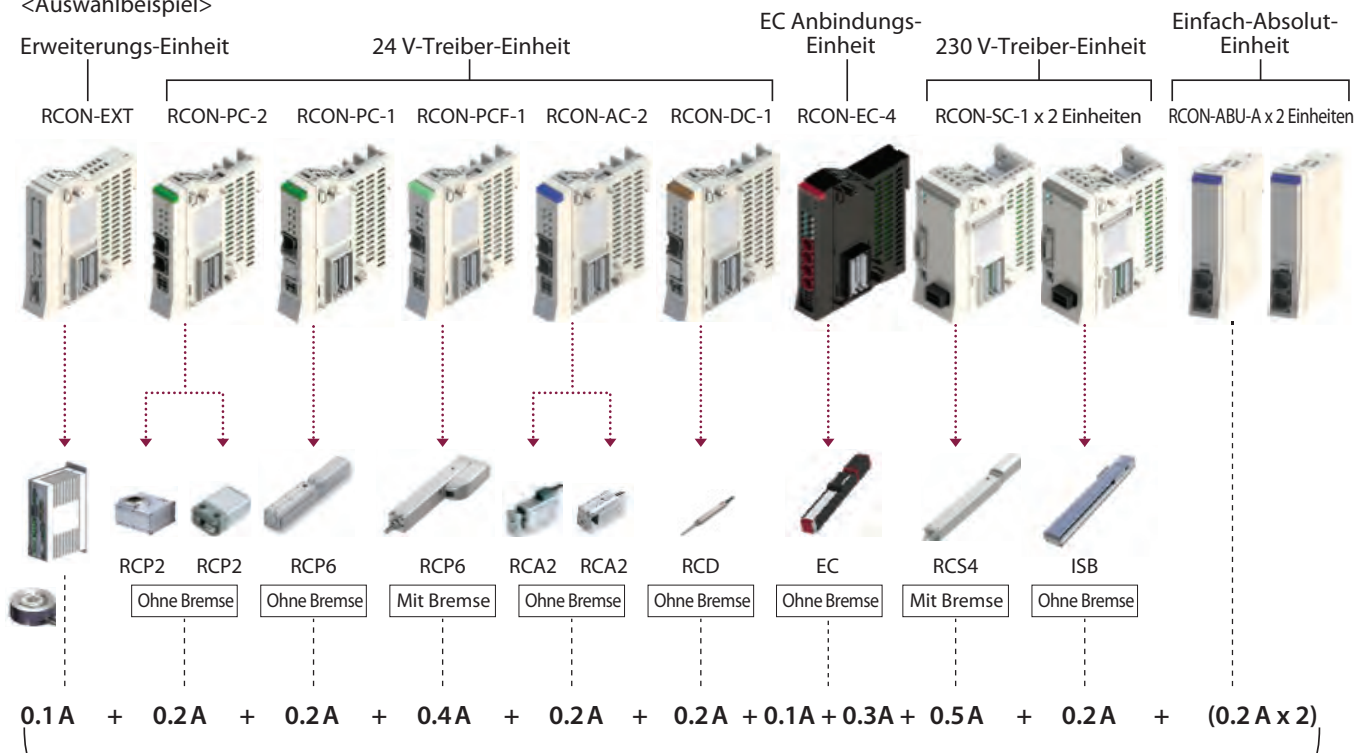 <Auswahlbeispiel>
Erweiterungs-Einheit
24 V-Treiber-Einheit
EC Anbindungs-
Einheit
230 V-Treiber-Einheit
Einfach-Absolut-
Einheit
RCON-EXT RCON-PC-2 RCON-PC-1 RCON-PCF-1 RCON-AC-2 RCON-DC-1 RCON-EC-4 RCON-SC-1 x 2 Einheiten RCON-ABU-A x 2 Einheiten
RCP2 RCP2 RCP6 RCP6 RCA2 RCA2 RCD EC RCS4 ISB
Ohne Bremse Ohne Bremse Mit Bremse Ohne Bremse Ohne Bremse Ohne Bremse Mit Bremse Ohne Bremse
0.1 A + 0.2 A + 0.2 A + 0.4 A + 0.2 A + 0.2 A + 0.1A + 0.3A + 0.5 A + 0.2 A + (0.2 A x 2)